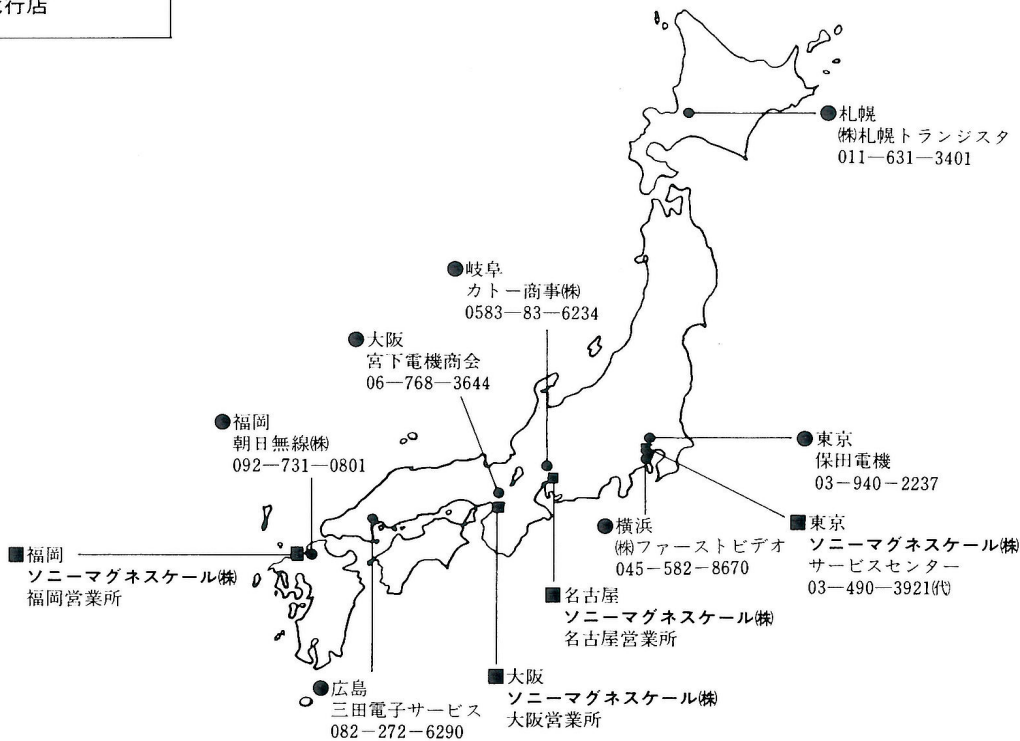 行店
●札幌
㈱札幌トランジスタ
011―631―3401
●岐阜
カトー商事㈱
0583―83―6234
●大阪
宮下電機商会
06―768―3644
●福岡
朝日無線㈱
092―731―0801
●東京
保田電機
03-940-2237
●横浜
㈱ファーストビデオ
045-582-8670
■東京
ソニーマグネスケール㈱
サービスセンター
03―490―3921㈹
■福岡
ソニーマグネスケール㈱
福岡営業所
■名古屋
ソニーマグネスケール㈱
名古屋営業所
■大阪
ソニーマグネスケール㈱
大阪営業所
●広島
三田電子サービス
082-272-6290